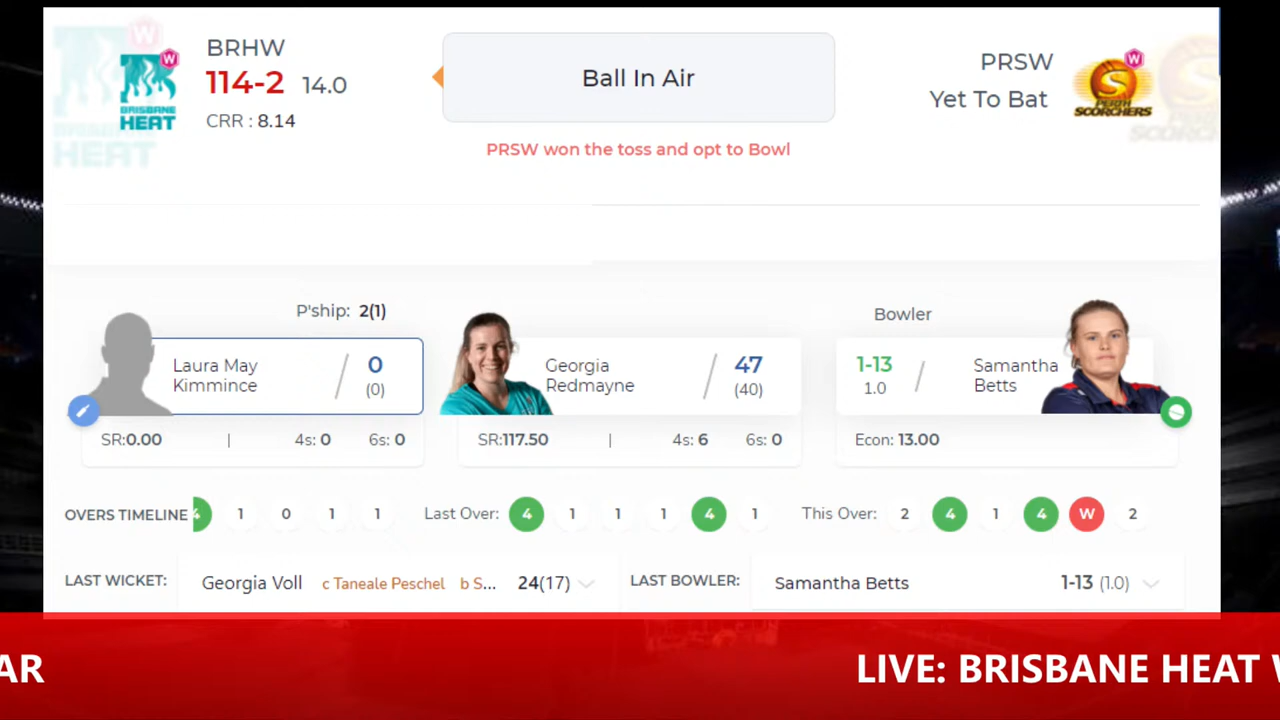 BRHW
114-2 14.0
CRR : 8.14
W
BRISBANE
HEAT
Ball In Air
PRSW won the toss and opt to Bowl
PRSW
Yet To Bat
W
PERTH
SCORCHERS
P'ship: 2(1)
Laura May
Kimmince
/ 0
(0)
SR:0.00 | 4s: 0 6s: 0
Georgia
Redmayne
/ 47
(40)
SR:117.50 | 4s: 6 6s: 0
Bowler
1-13
1.0 /
Samantha
Betts
Econ: 13.00
OVERS TIMELINE 4 1 0 1 1 Last Over: 4 1 1 1 4 1 This Over: 2 4 1 4 W 2
LAST WICKET: Georgia Voll c Taneale Peschel b S... 24(17) LAST BOWLER: Samantha Betts 1-13 (1.0)
AR LIVE: BRISBANE HEAT